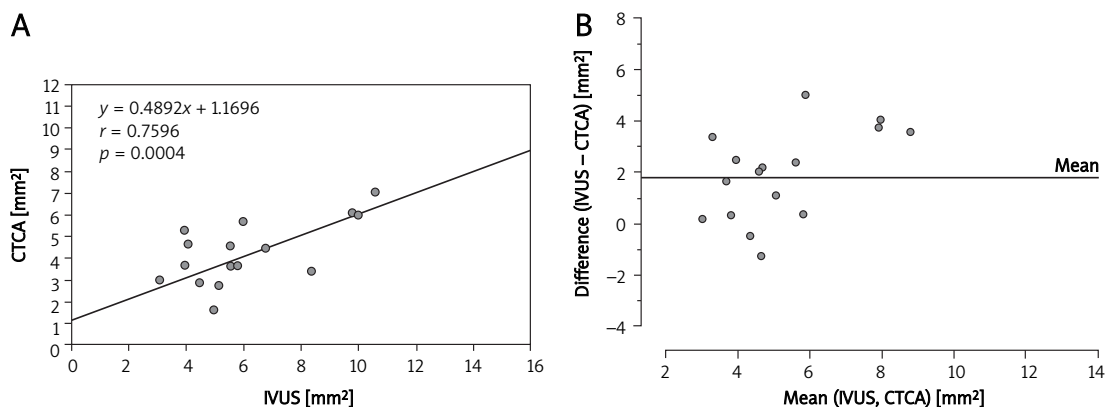 A
y = 0.4892x + 1.1696
r = 0.7596
p = 0.0004
CTCA [mm²]
12
11
10
9
8
7
6
5
4
3
2
1
0
0 2 4 6 8 10 12 14 16
IVUS [mm²]
B
Difference (IVUS – CTCA) [mm²]
8
6
4
2
0
–2
–4
Mean
2 4 6 8 10 12 14
Mean (IVUS, CTCA) [mm²]